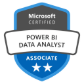 Microsoft
CERTIFIED
POWER BI
DATA ANALYST
ASSOCIATE